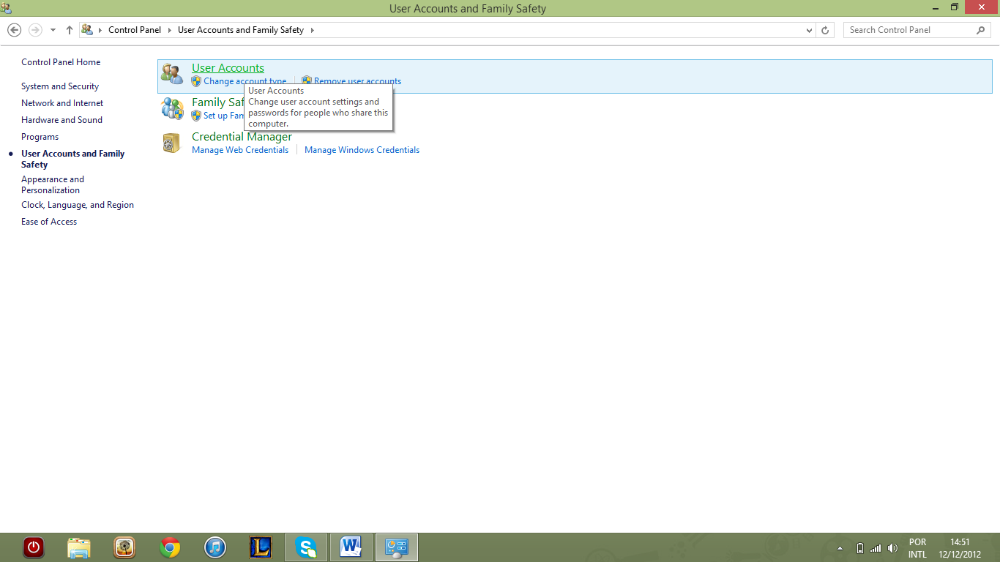 User Accounts and Family Safety
Control Panel
User Accounts and Family Safety
Search Control Panel
Control Panel Home
System and Security
Network and Internet
Hardware and Sound
Programs
User Accounts and Family
Safety
Appearance and
Personalization
Clock, Language, and Region
Ease of Access
User Accounts
Change account type
Remove user accounts
User Accounts
Change user account settings and
passwords for people who share this
computer.
Family Saf
Set up Fam
Credential Manager
Manage Web Credentials
Manage Windows Credentials
POR
INTL
14:51
12/12/2012